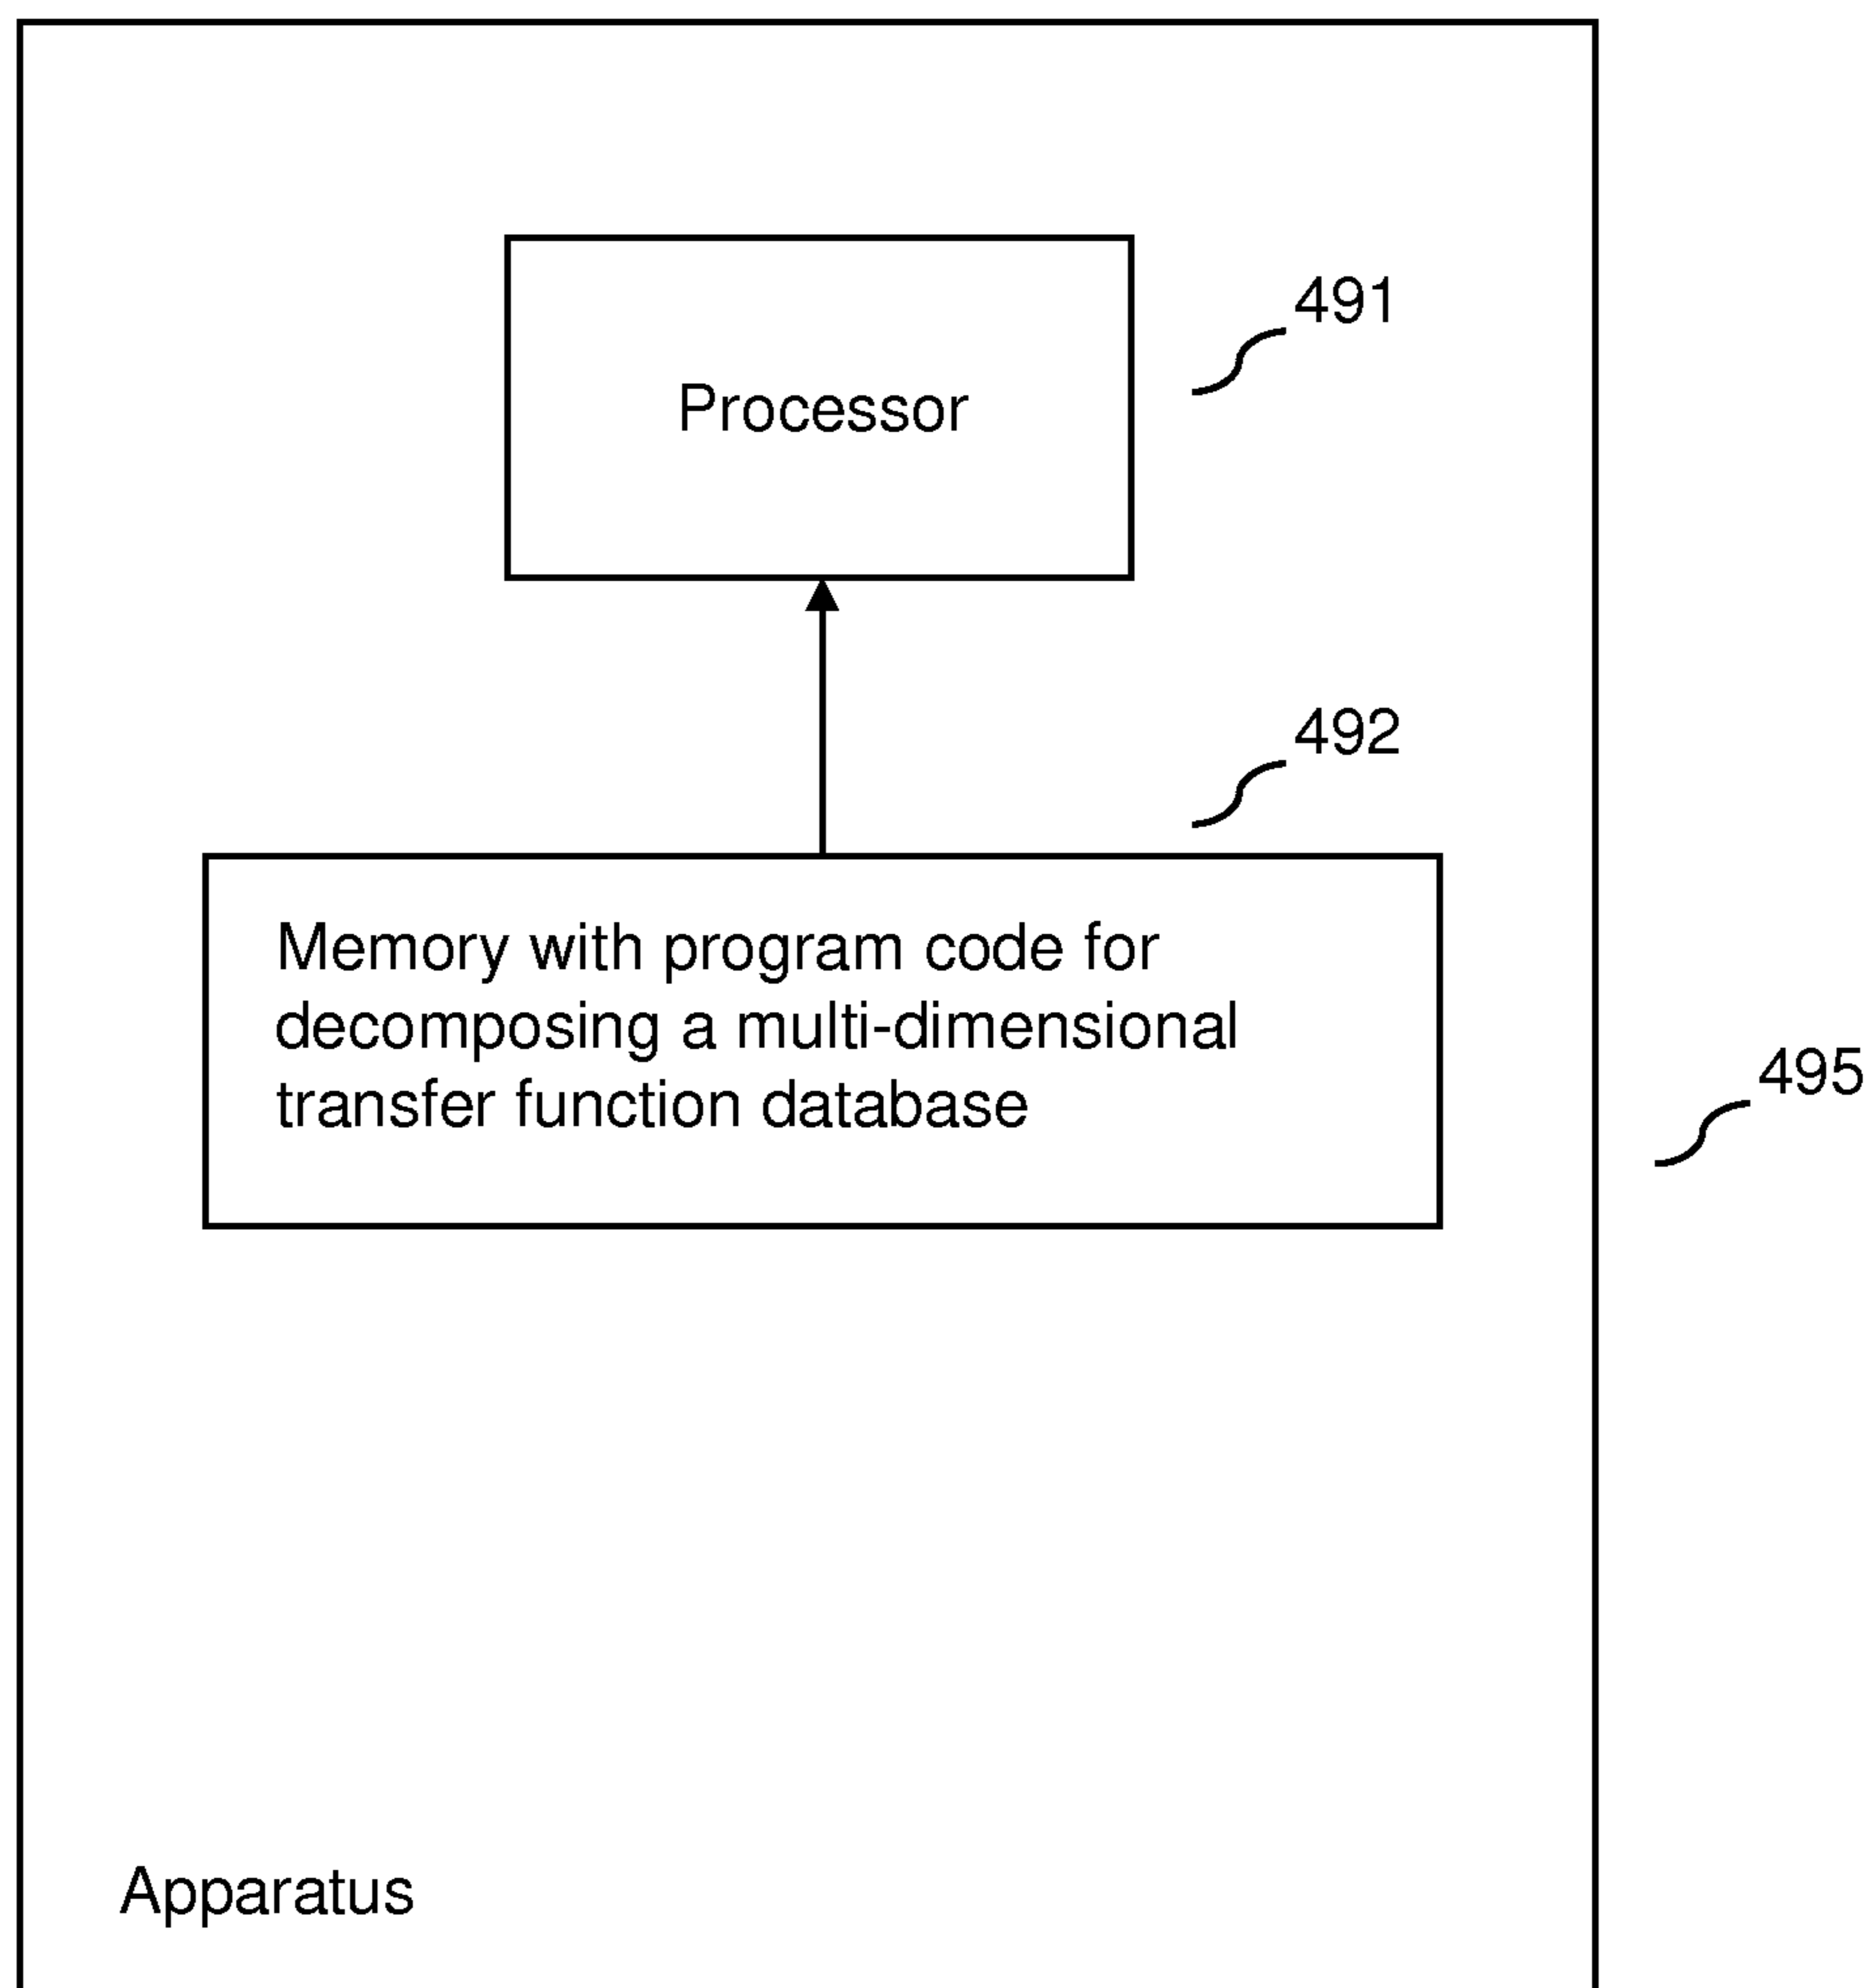 491
Processor
492
Memory with program code for
decomposing a multi-dimensional
transfer function database
495
Apparatus